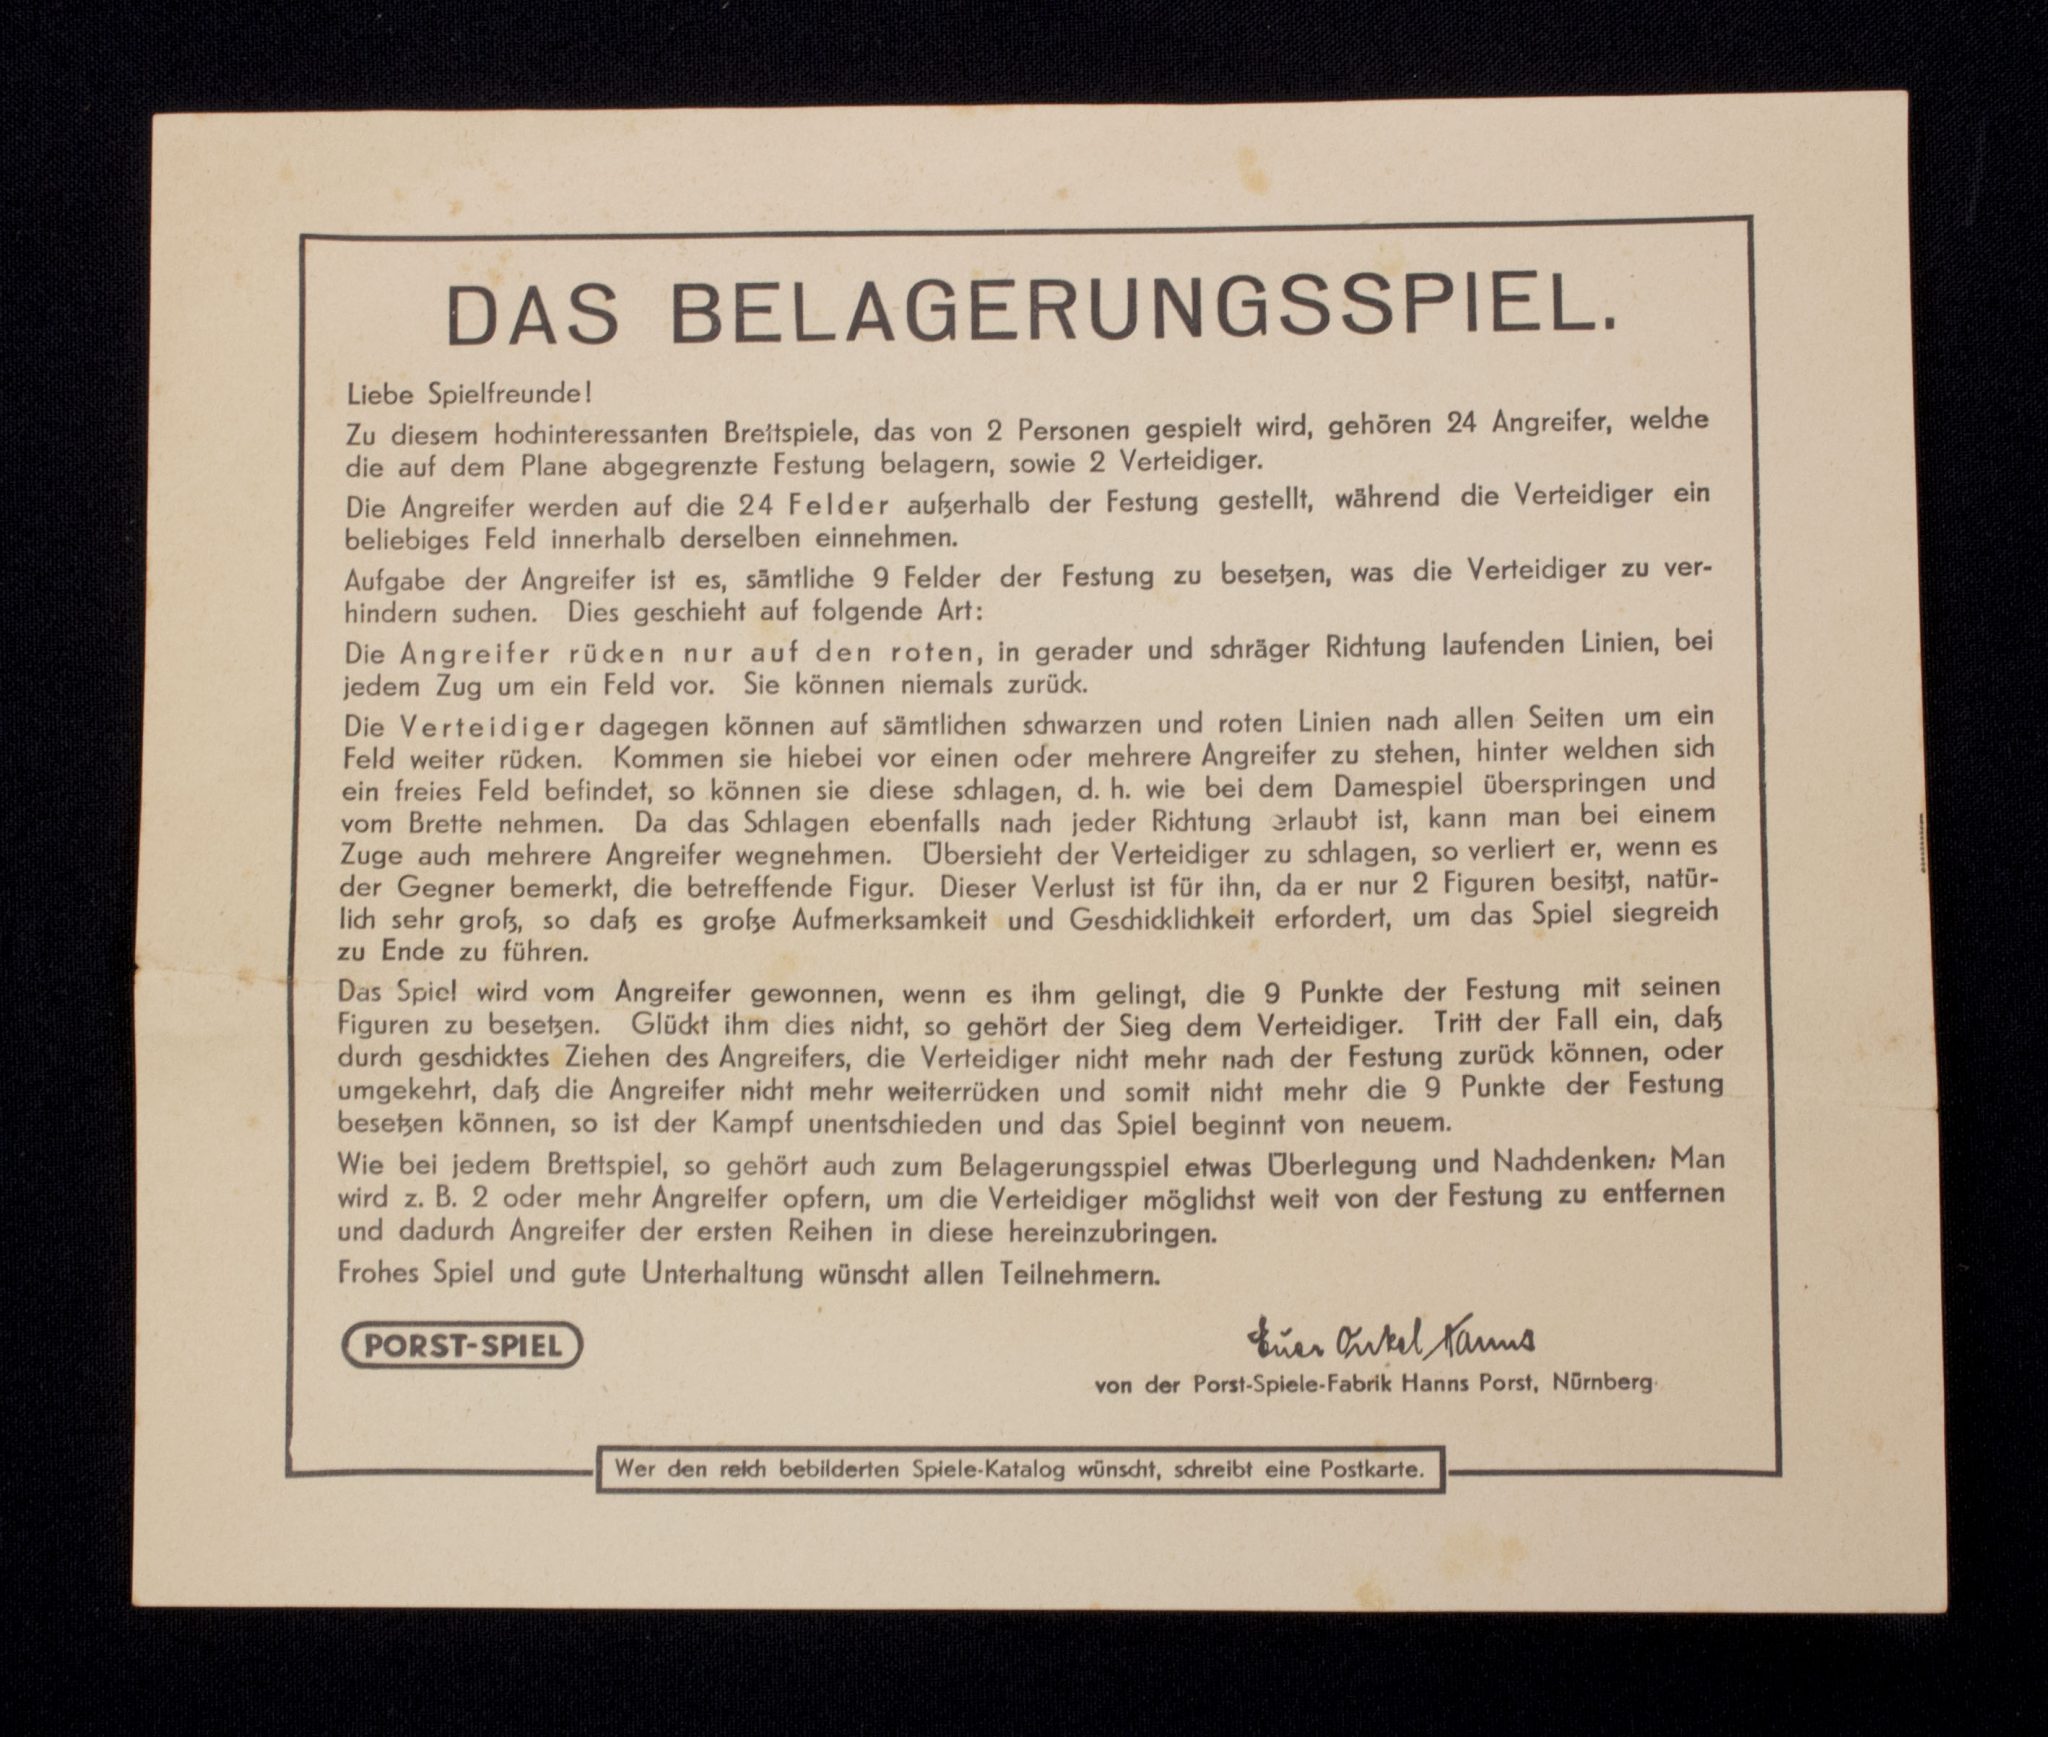 DAS BELAGERUNGSSPIEL.
Liebe Spielfreunde!
Zu diesem hochinteressanten Brettspiele, das von 2 Personen gespielt wird, gehören 24 Angreifer, welche
die auf dem Plane abgegrenzte Festung belagern, sowie 2 Verteidiger.
Die Angreifer werden auf die 24 Felder außerhalb der Festung gestellt, während die Verteidiger ein
beliebiges Feld innerhalb derselben einnehmen.
Aufgabe der Angreifer ist es, sämtliche 9 Felder der Festung zu besetzen, was die Verteidiger zu ver-
hindern suchen. Dies geschieht auf folgende Art:
Die Angreifer rücken nur auf den roten, in gerader und schräger Richtung laufenden Linien, bei
jedem Zug um ein Feld vor. Sie können niemals zurück.
Die Verteidiger dagegen können auf sämtlichen schwarzen und roten Linien nach allen Seiten um ein
Feld weiter rücken. Kommen sie hiebei vor einen oder mehrere Angreifer zu stehen, hinter welchen sich
ein freies Feld befindet, so können sie diese schlagen, d. h. wie bei dem Damespiel überspringen und
vom Brette nehmen. Da das Schlagen ebenfalls nach jeder Richtung erlaubt ist, kann man bei einem
Zuge auch mehrere Angreifer wegnehmen. Übersieht der Verteidiger zu schlagen, so verliert er, wenn es
der Gegner bemerkt, die betreffende Figur. Dieser Verlust ist für ihn, da er nur 2 Figuren besitzt, natür-
lich sehr groß, so daß es große Aufmerksamkeit und Geschicklichkeit erfordert, um das Spiel siegreich
zu Ende zu führen.
Das Spiel wird vom Angreifer gewonnen, wenn es ihm gelingt, die 9 Punkte der Festung mit seinen
Figuren zu besetzen. Glückt ihm dies nicht, so gehört der Sieg dem Verteidiger. Tritt der Fall ein, daß
durch geschicktes Ziehen des Angreifers, die Verteidiger nicht mehr nach der Festung zurück können, oder
umgekehrt, daß die Angreifer nicht mehr weiterrücken und somit nicht mehr die 9 Punkte der Festung
besetzen können, so ist der Kampf unentschieden und das Spiel beginnt von neuem.
Wie bei jedem Brettspiel, so gehört auch zum Belagerungsspiel etwas Überlegung und Nachdenken: Man
wird z. B. 2 oder mehr Angreifer opfern, um die Verteidiger möglichst weit von der Festung zu entfernen
und dadurch Angreifer der ersten Reihen in diese hereinzubringen.
Frohes Spiel und gute Unterhaltung wünscht allen Teilnehmern.
PORST-SPIEL
Euer Onkel Hanns
von der Porst-Spiele-Fabrik Hanns Porst, Nürnberg
Wer den reich bebilderten Spiele-Katalog wünscht, schreibt eine Postkarte.